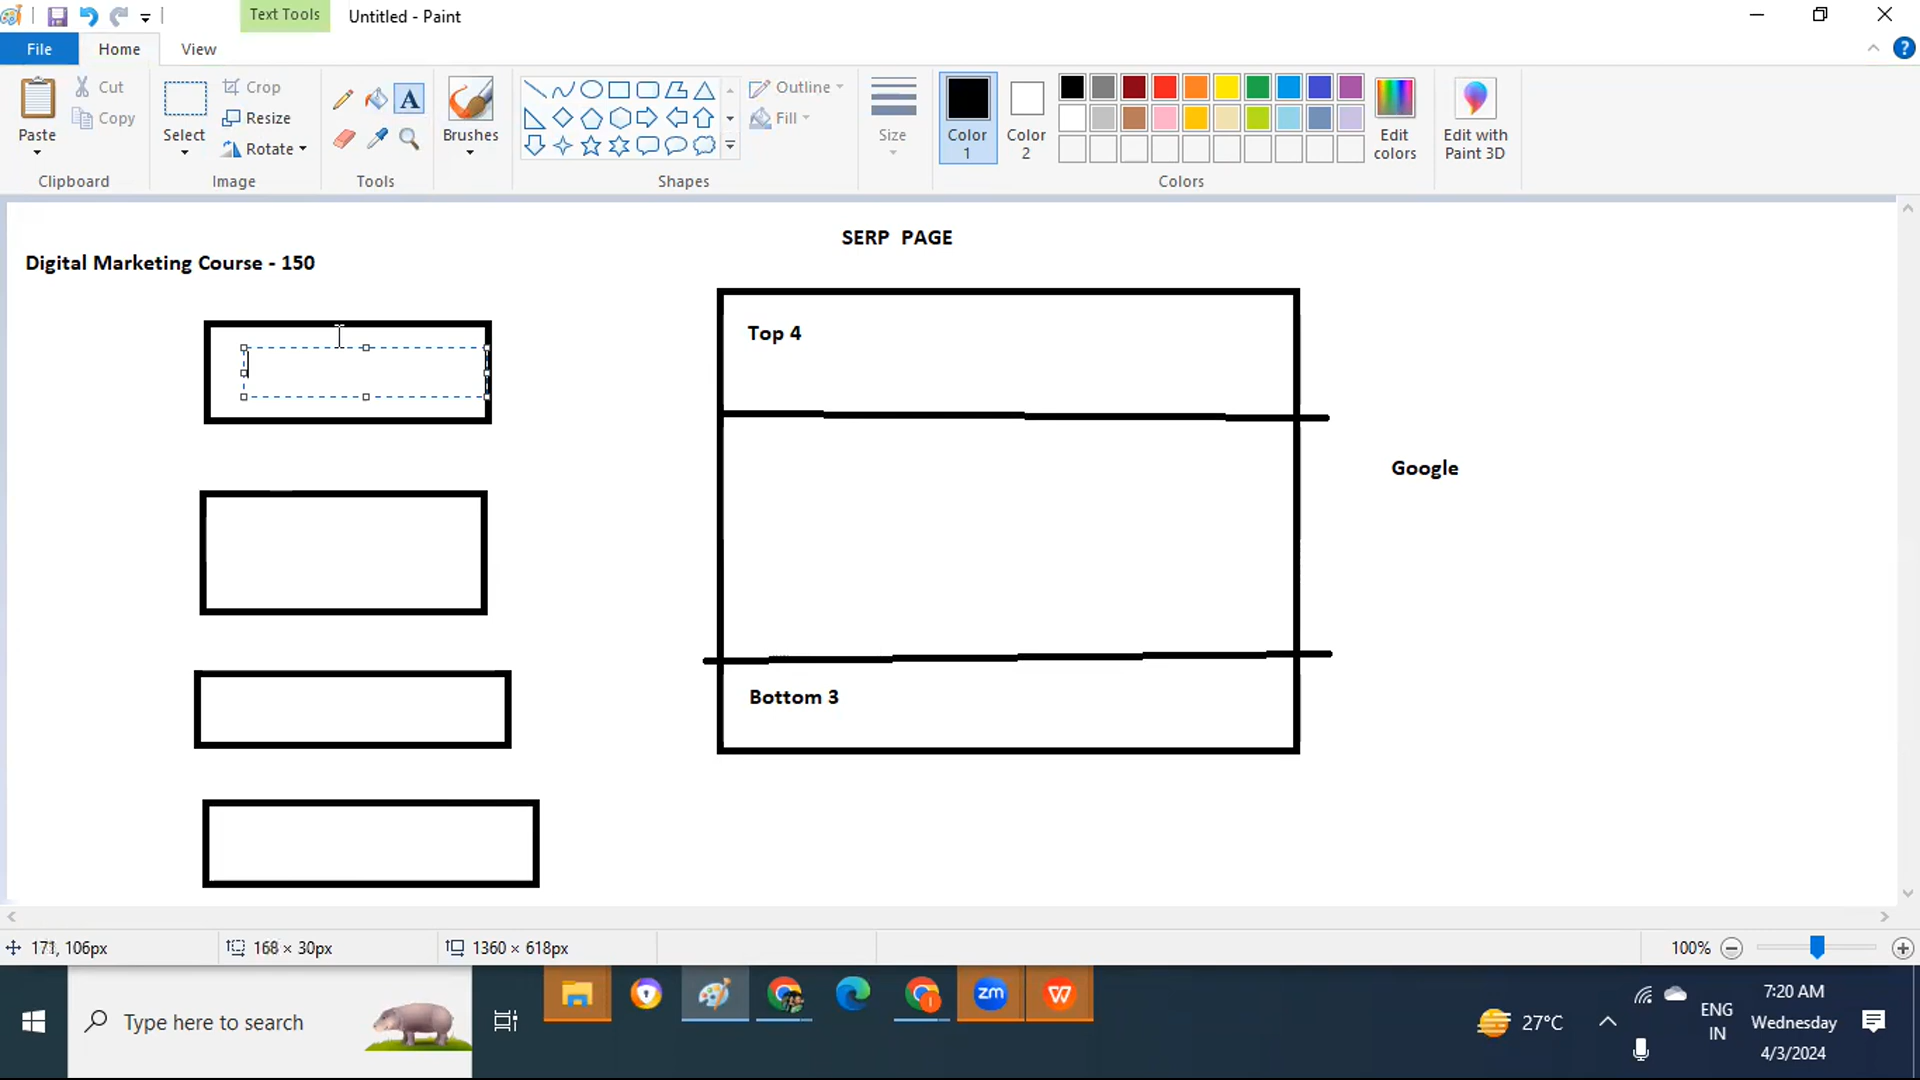 Text Tools
Untitled - Paint
File
Home
View
Paste
Cut
Copy
Clipboard
Select
Crop
Resize
Rotate
Image
A
Tools
Brushes
Outline
Fill
Shapes
Size
Color
1
Color
2
Edit
colors
Colors
Edit with
Paint 3D
SERP PAGE
Digital Marketing Course - 150
Top 4
Google
Bottom 3
171, 106px
168 × 30px
1360 × 618px
100%
Type here to search
zm
W
27°C
ENG
IN
7:20 AM
Wednesday
4/3/2024